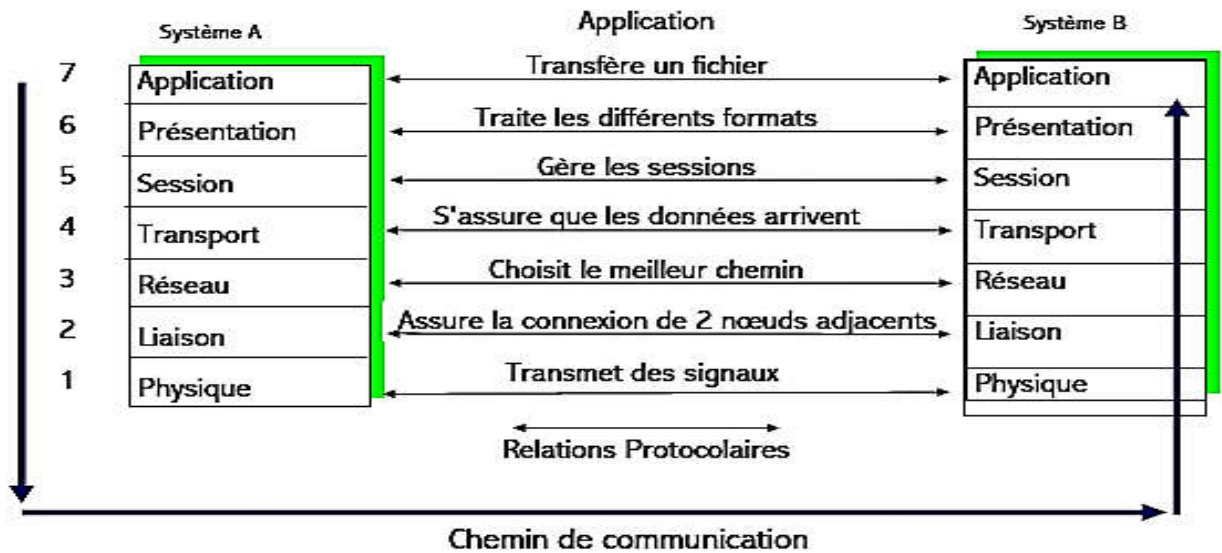 Système A
Application
Système B
7
Application
Transfère un fichier
Application
6
Présentation
Traite les différents formats
Présentation
5
Session
Gère les sessions
Session
4
Transport
S'assure que les données arrivent
Transport
3
Réseau
Choisit le meilleur chemin
Réseau
2
Liaison
Assure la connexion de 2 nœuds adjacents
Liaison
1
Physique
Transmet des signaux
Physique
Relations Protocolaires
Chemin de communication